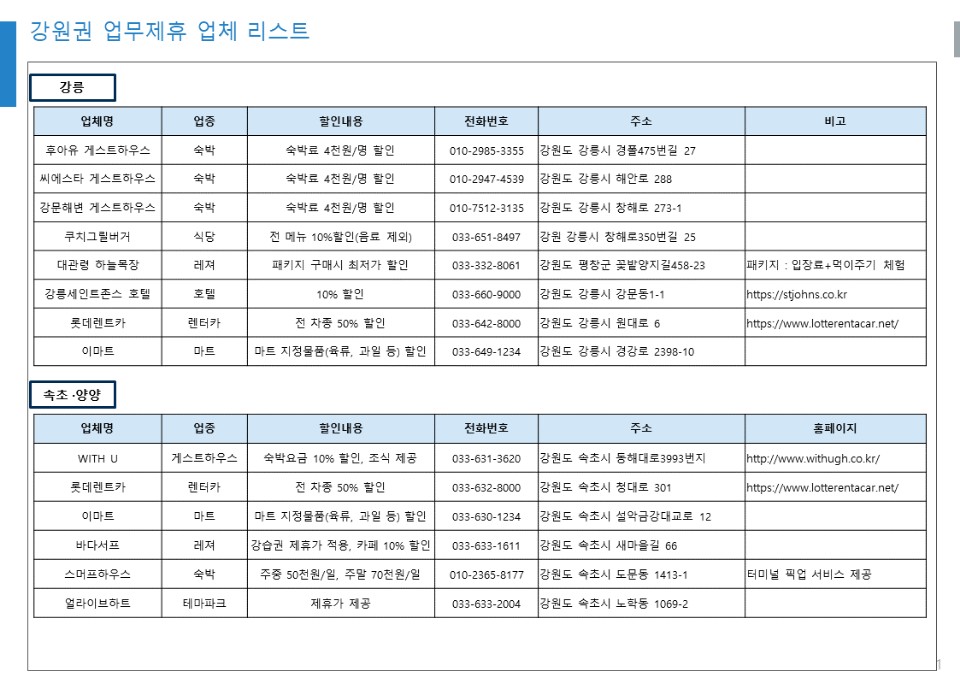 강원권 업무제휴 업체 리스트
강릉
업체명 업종 할인내용 전화번호 주소 비고
후아유 게스트하우스 숙박 숙박료 4천원/명 할인 010-2985-3355 강원도 강릉시 경포475번길 27
씨에스타 게스트하우스 숙박 숙박료 4천원/명 할인 010-2947-4539 강원도 강릉시 해안로 288
강문해변 게스트하우스 숙박 숙박료 4천원/명 할인 010-7512-3135 강원도 강릉시 창해로 273-1
쿠치그릴버거 식당 전 메뉴 10%할인(음료 제외) 033-651-8497 강원 강릉시 창해로350번길 25
대관령 하늘목장 레져 패키지 구매시 최저가 할인 033-332-8061 강원도 평창군 꽃밭양지길458-23 패키지 : 입장료+먹이주기 체험
강릉세인트존스 호텔 호텔 10% 할인 033-660-9000 강원도 강릉시 강문동1-1 https://stjohns.co.kr
롯데렌트카 렌터카 전 차종 50% 할인 033-642-8000 강원도 강릉시 원대로 6 https://www.lotterentacar.net/
이마트 마트 마트 지정물품(육류, 과일 등) 할인 033-649-1234 강원도 강릉시 경강로 2398-10
속초 ·양양
업체명 업종 할인내용 전화번호 주소 홈페이지
WITH U 게스트하우스 숙박요금 10% 할인, 조식 제공 033-631-3620 강원도 속초시 동해대로3993번지 http://www.withugh.co.kr/
롯데렌트카 렌터카 전 차종 50% 할인 033-632-8000 강원도 속초시 청대로 301 https://www.lotterentacar.net/
이마트 마트 마트 지정물품(육류, 과일 등) 할인 033-630-1234 강원도 속초시 설악금강대교로 12
바다서프 레져 강습권 제휴가 적용, 카페 10% 할인 033-633-1611 강원도 속초시 새마을길 66
스머프하우스 숙박 주중 50천원/일, 주말 70천원/일 010-2365-8177 강원도 속초시 도문동 1413-1 터미널 픽업 서비스 제공
얼라이브하트 테마파크 제휴가 제공 033-633-2004 강원도 속초시 노학동 1069-2
1